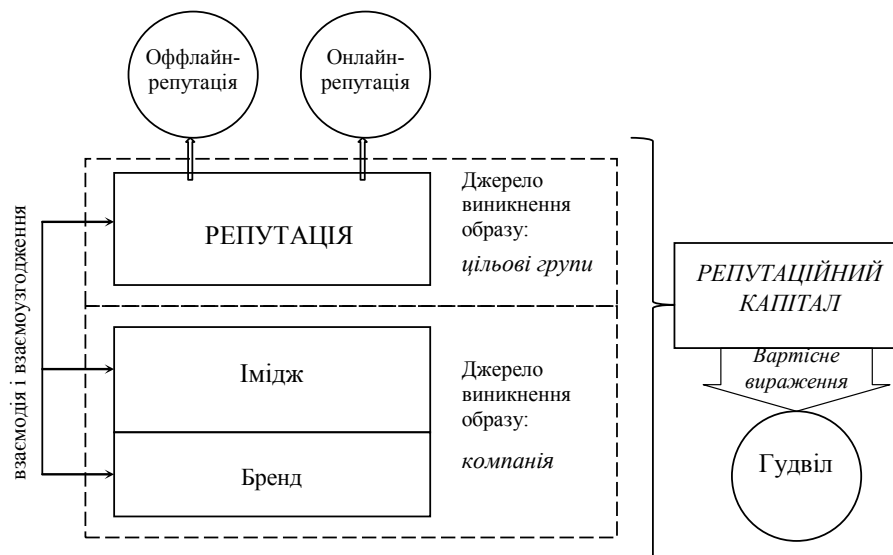 Оффлайн-
репутація
Онлайн-
репутація
взаємодія і взаємоузгодження
РЕПУТАЦІЯ
Джерело
виникнення
образу:
цільові групи
Імідж
Бренд
Джерело
виникнення
образу:
компанія
РЕПУТАЦІЙНИЙ
КАПІТАЛ
Вартісне
вираження
Гудвіл